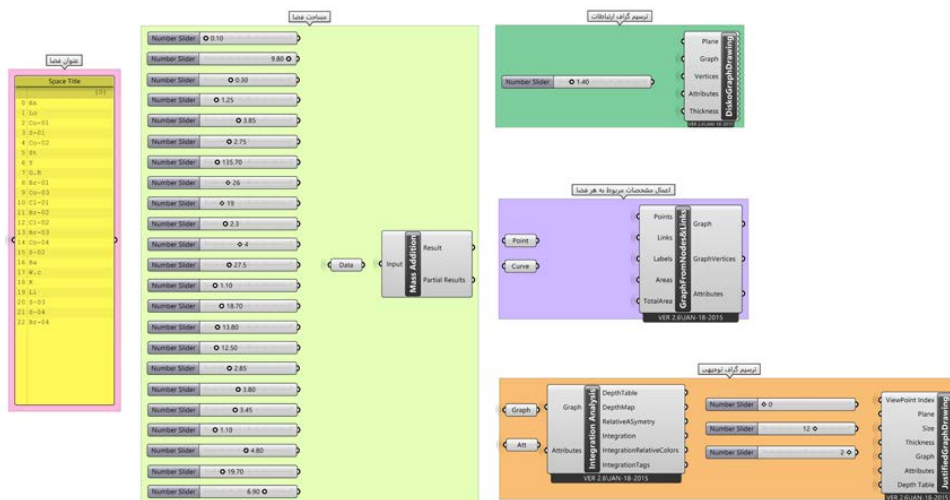 عنوان فضا
Space Title
{0}
0 En
1 Lo
2 Co-01
3 S-01
4 Co-02
5 Sh
6 Y
7 G.R
8 Br-01
9 Co-03
10 Cl-01
11 Br-02
12 Cl-02
13 Br-03
14 Co-04
15 S-02
16 Ba
17 W.c
18 K
19 Li
20 S-03
21 S-04
22 Br-04
مساحت فضا
Number Slider 0.10
Number Slider 9.80
Number Slider 0.30
Number Slider 1.25
Number Slider 3.85
Number Slider 2.75
Number Slider 135.70
Number Slider 26
Number Slider 19
Number Slider 2.3
Number Slider 4
Number Slider 27.5
Number Slider 1.10
Number Slider 18.70
Number Slider 13.80
Number Slider 12.50
Number Slider 2.85
Number Slider 3.80
Number Slider 3.45
Number Slider 1.10
Number Slider 4.80
Number Slider 19.70
Number Slider 6.90
Data
Input
Mass Addition
Result
Partial Results
ترسیم گراف ارتباطات
Number Slider 1.40
Plane
Graph
Vertices
Attributes
Thickness
DiskoGraphDrawing
VER 2.6\JAN-18-2015
اعمال مشخصات مربوط به هر فضا
Point
Curve
Points
Links
Labels
Areas
TotalArea
GraphFromNodes&Links
Graph
GraphVertices
Attributes
VER 2.6\JAN-18-2015
ترسیم گراف توجیهی
Graph
Att
Graph
Attributes
Integration Analysis
DepthTable
DepthMap
RelativeASymetry
Integration
IntegrationRelativeColors
IntegrationTags
VER 2.6\JAN-18-2015
Number Slider 0
Number Slider 12
Number Slider 2
ViewPoint Index
Plane
Size
Thickness
Graph
Attributes
Depth Table
JustifiedGraphDrawing
VER 2.6\JAN-18-2015